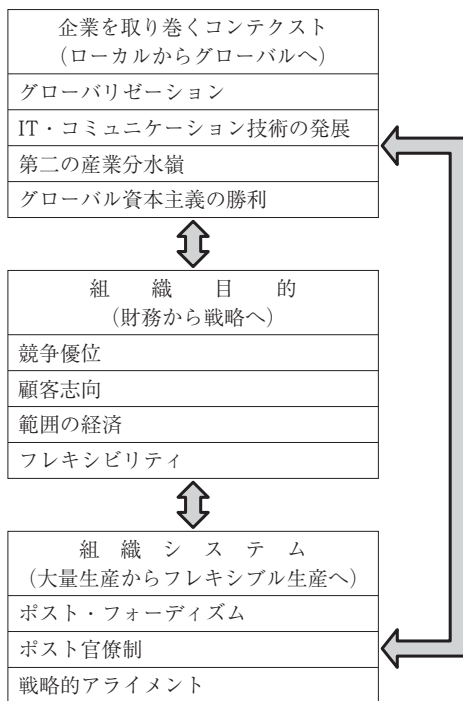 企業を取り巻くコンテクスト
（ローカルからグローバルへ）
グローバリゼーション
IT・コミュニケーション技術の発展
第二の産業分水嶺
グローバル資本主義の勝利
組織目的
（財務から戦略へ）
競争優位
顧客志向
範囲の経済
フレキシビリティ
組織システム
（大量生産からフレキシブル生産へ）
ポスト・フォーディズム
ポスト官僚制
戦略的アライメント